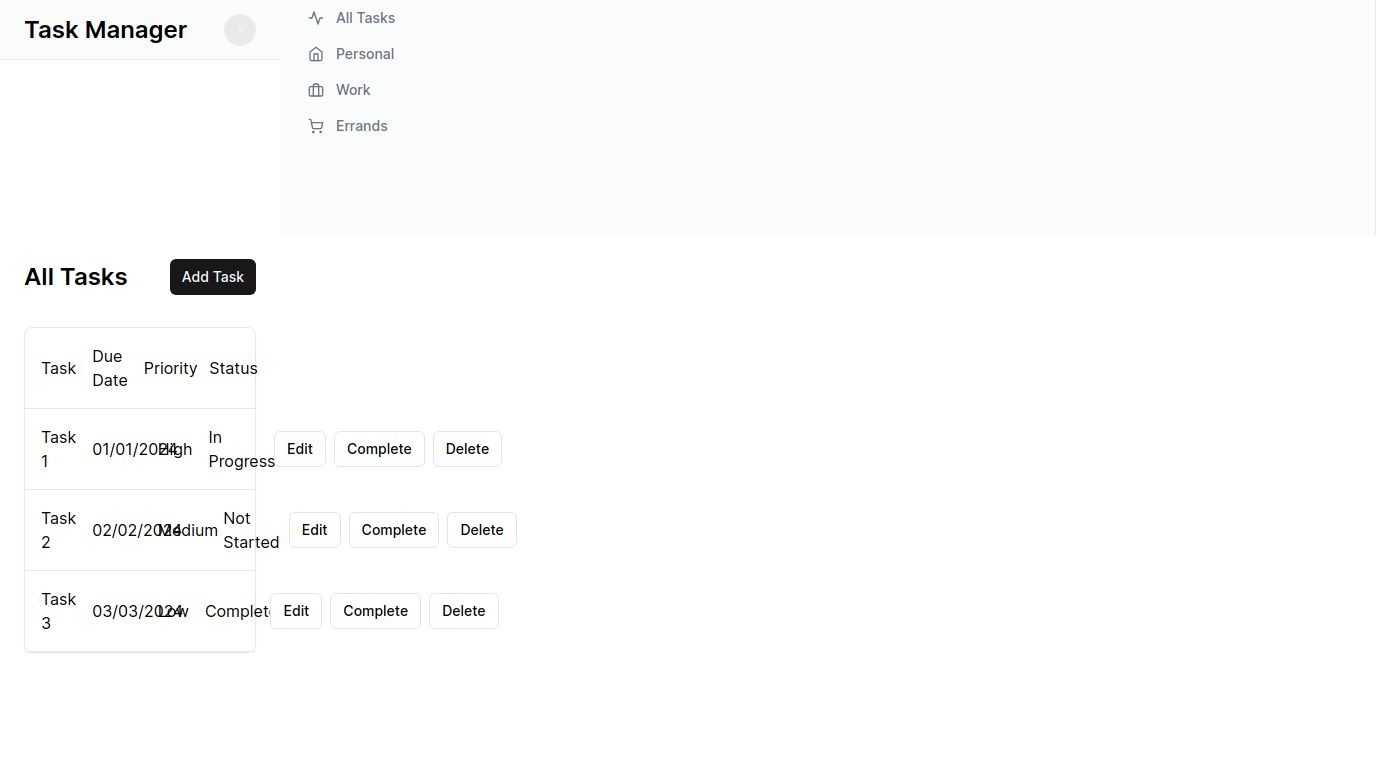 Task Manager
All Tasks
Personal
Work
Errands
All Tasks
Add Task
Task Due Date Priority Status
Task 1 01/01/2024 High In Progress Edit Complete Delete
Task 2 02/02/2024 Medium Not Started Edit Complete Delete
Task 3 03/03/2024 Low Complete Edit Complete Delete